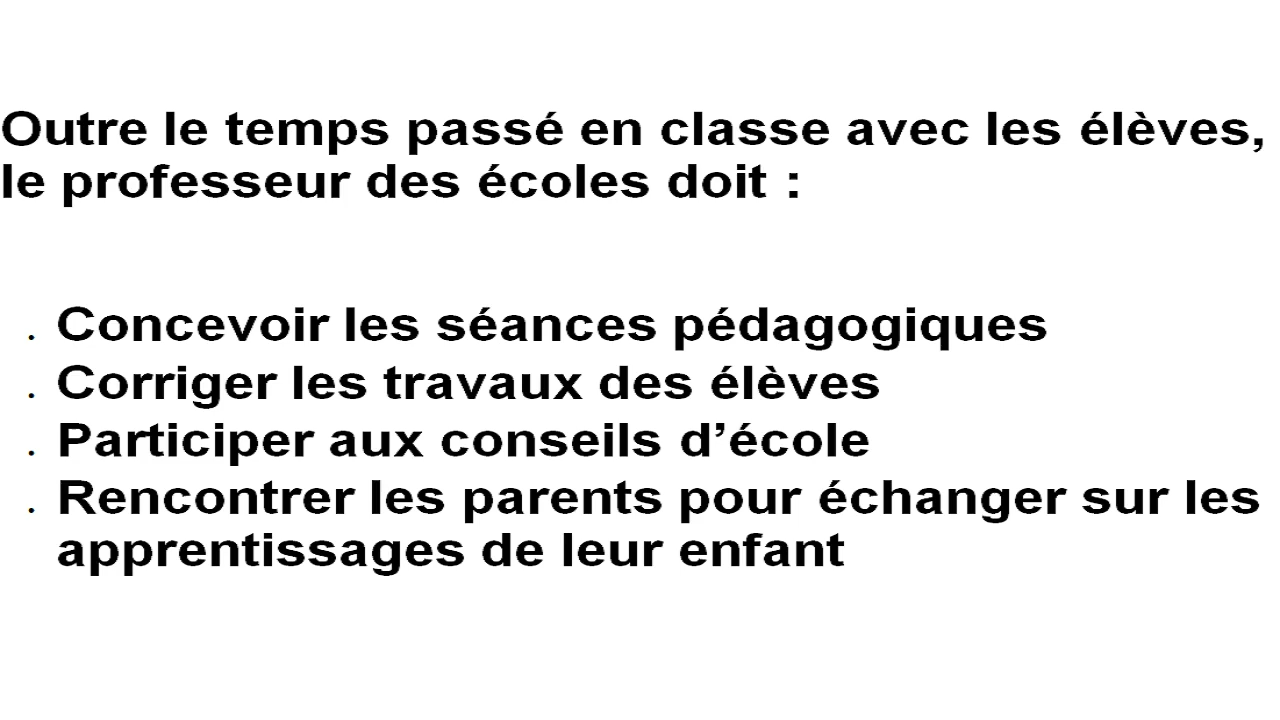 Outre le temps passé en classe avec les élèves,
le professeur des écoles doit :
. Concevoir les séances pédagogiques
. Corriger les travaux des élèves
. Participer aux conseils d’école
. Rencontrer les parents pour échanger sur les
apprentissages de leur enfant